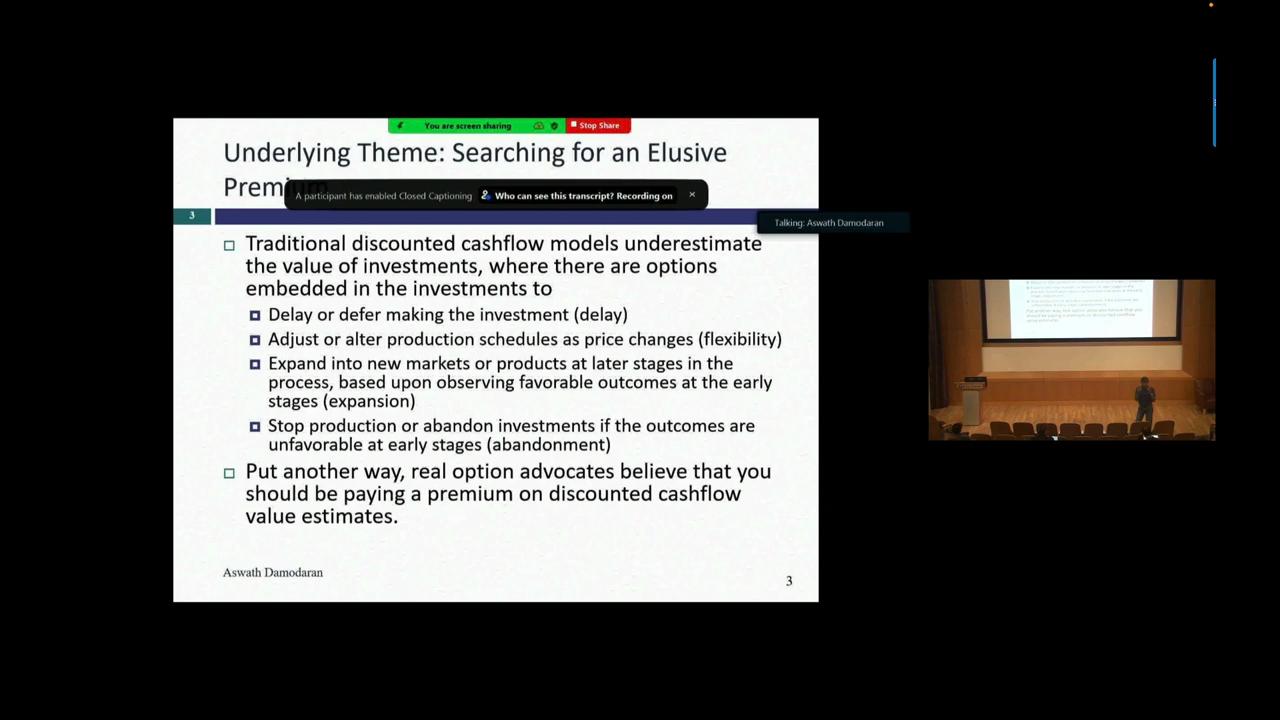 You are screen sharing
Stop Share
Underlying Theme: Searching for an Elusive
Premium
A participant has enabled Closed Captioning
Who can see this transcript? Recording on
3
Talking: Aswath Damodaran
Traditional discounted cashflow models underestimate
the value of investments, where there are options
embedded in the investments to
Delay or defer making the investment (delay)
Adjust or alter production schedules as price changes (flexibility)
Expand into new markets or products at later stages in the
process, based upon observing favorable outcomes at the early
stages (expansion)
Stop production or abandon investments if the outcomes are
unfavorable at early stages (abandonment)
Put another way, real option advocates believe that you
should be paying a premium on discounted cashflow
value estimates.
Aswath Damodaran
3